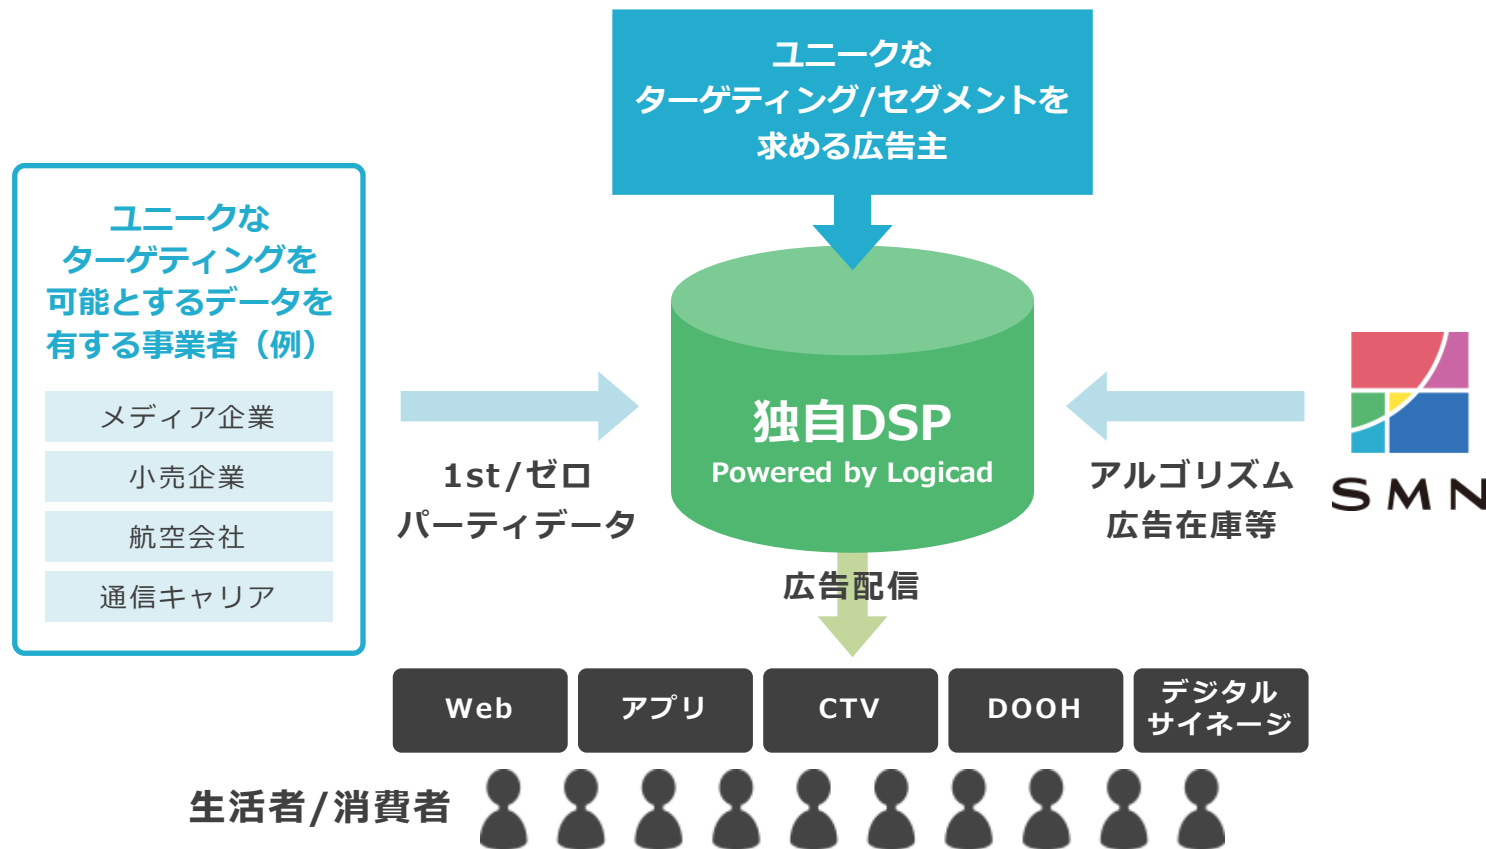 ユニークな
ターゲティング/セグメントを
求める広告主
ユニークな
ターゲティングを
可能とするデータを
有する事業者（例）
メディア企業
小売企業
航空会社
通信キャリア
1st/ゼロ
パーティデータ
独自DSP
Powered by Logicad
アルゴリズム
広告在庫等
SMN
広告配信
Web
アプリ
CTV
DOOH
デジタル
サイネージ
生活者/消費者